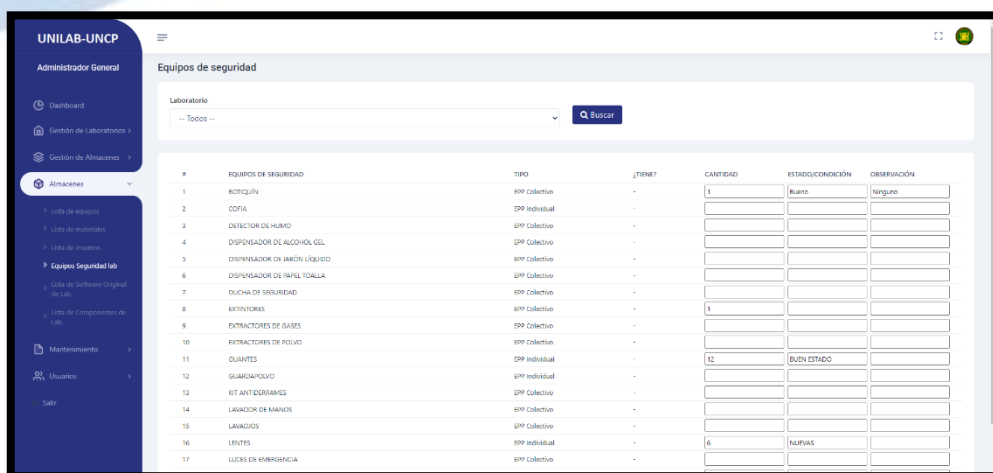 UNILAB-UNCP
Administrador General
Dashboard
Gestión de Laboratorios
Gestión de Almacenes
Almacenes
Lista de equipos
Lista de materiales
Lista de Insumos
Equipos Seguridad lab
Lista de Software Original
de Lab.
Lista de Componentes de
Lab.
Mantenimiento
Usuarios
Salir
Equipos de seguridad
Laboratorio
-- Todos --
Buscar
# EQUIPOS DE SEGURIDAD TIPO ¿TIENE? CANTIDAD ESTADO/CONDICIÓN OBSERVACIÓN
1 BOTIQUÍN EPP Colectivo - 1 Bueno Ninguno
2 COFIA EPP Individual -
3 DETECTOR DE HUMO EPP Colectivo -
4 DISPENSADOR DE ALCOHOL GEL EPP Colectivo -
5 DISPENSADOR DE JABÓN LÍQUIDO EPP Colectivo -
6 DISPENSADOR DE PAPEL TOALLA EPP Colectivo -
7 DUCHA DE SEGURIDAD EPP Colectivo -
8 EXTINTORES EPP Colectivo - 1
9 EXTRACTORES DE GASES EPP Colectivo -
10 EXTRACTORES DE POLVO EPP Colectivo -
11 GUANTES EPP Individual - 12 BUEN ESTADO
12 GUARDAPOLVO EPP Individual -
13 KIT ANTIDERRAMES EPP Colectivo -
14 LAVADOR DE MANOS EPP Colectivo -
15 LAVAOJOS EPP Colectivo -
16 LENTES EPP Individual - 6 NUEVAS
17 LUCES DE EMERGENCIA EPP Colectivo -